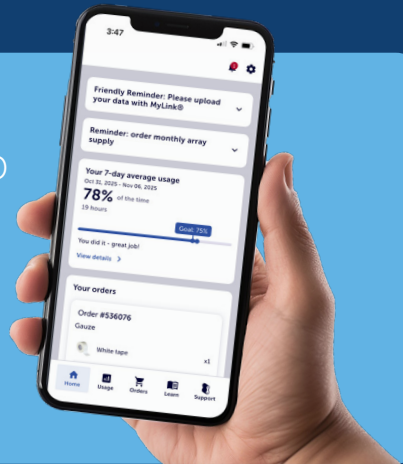 3:47
Friendly Reminder: Please upload
your data with MyLink®
Reminder: order monthly array
supply
Your 7-day average usage
Oct 31, 2025 - Nov 06, 2025
78% of the time
19 hours
Goal: 75%
You did it - great job!
View details
Your orders
Order #536076
Gauze
White tape
x1
Home
Usage
Orders
Learn
Support